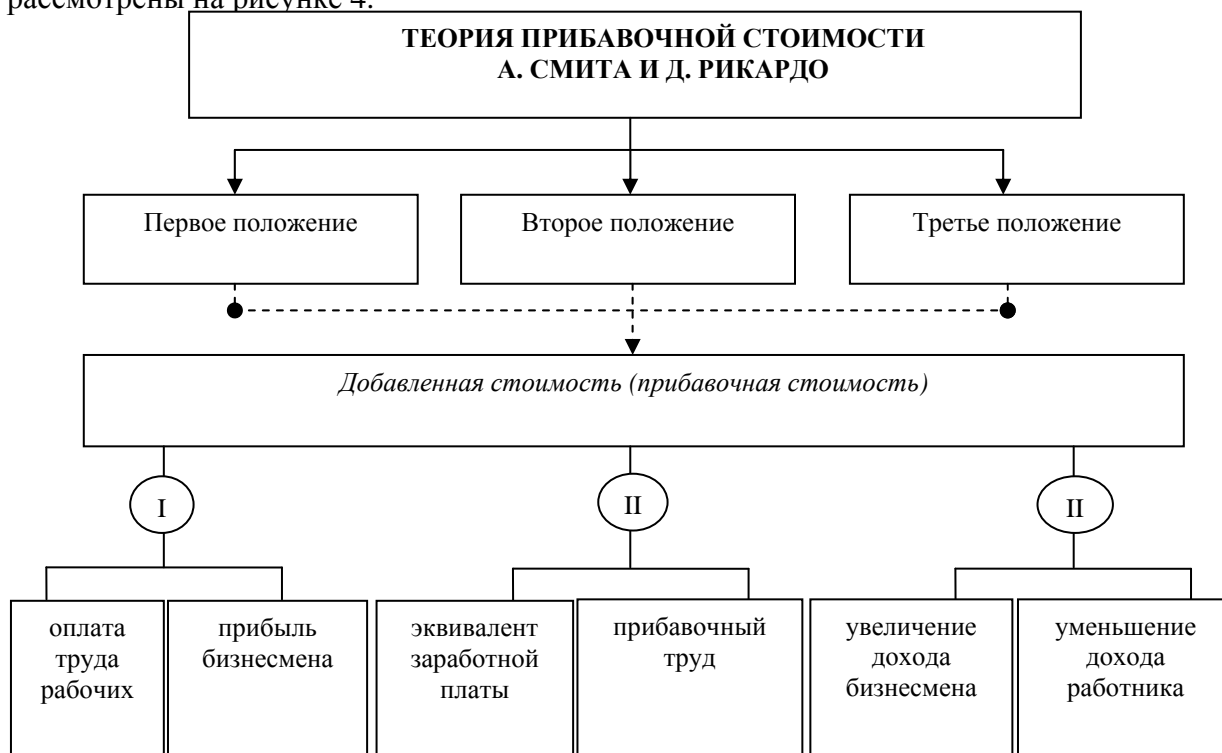 рассмотрены на рисунке 4.
ТЕОРИЯ ПРИБАВОЧНОЙ СТОИМОСТИ
А. СМИТА И Д. РИКАРДО
Первое положение
Второе положение
Третье положение
Добавленная стоимость (прибавочная стоимость)
I
II
II
оплата
труда
рабочих
прибыль
бизнесмена
эквивалент
заработной
платы
прибавочный
труд
увеличение
дохода
бизнесмена
уменьшение
дохода
работника